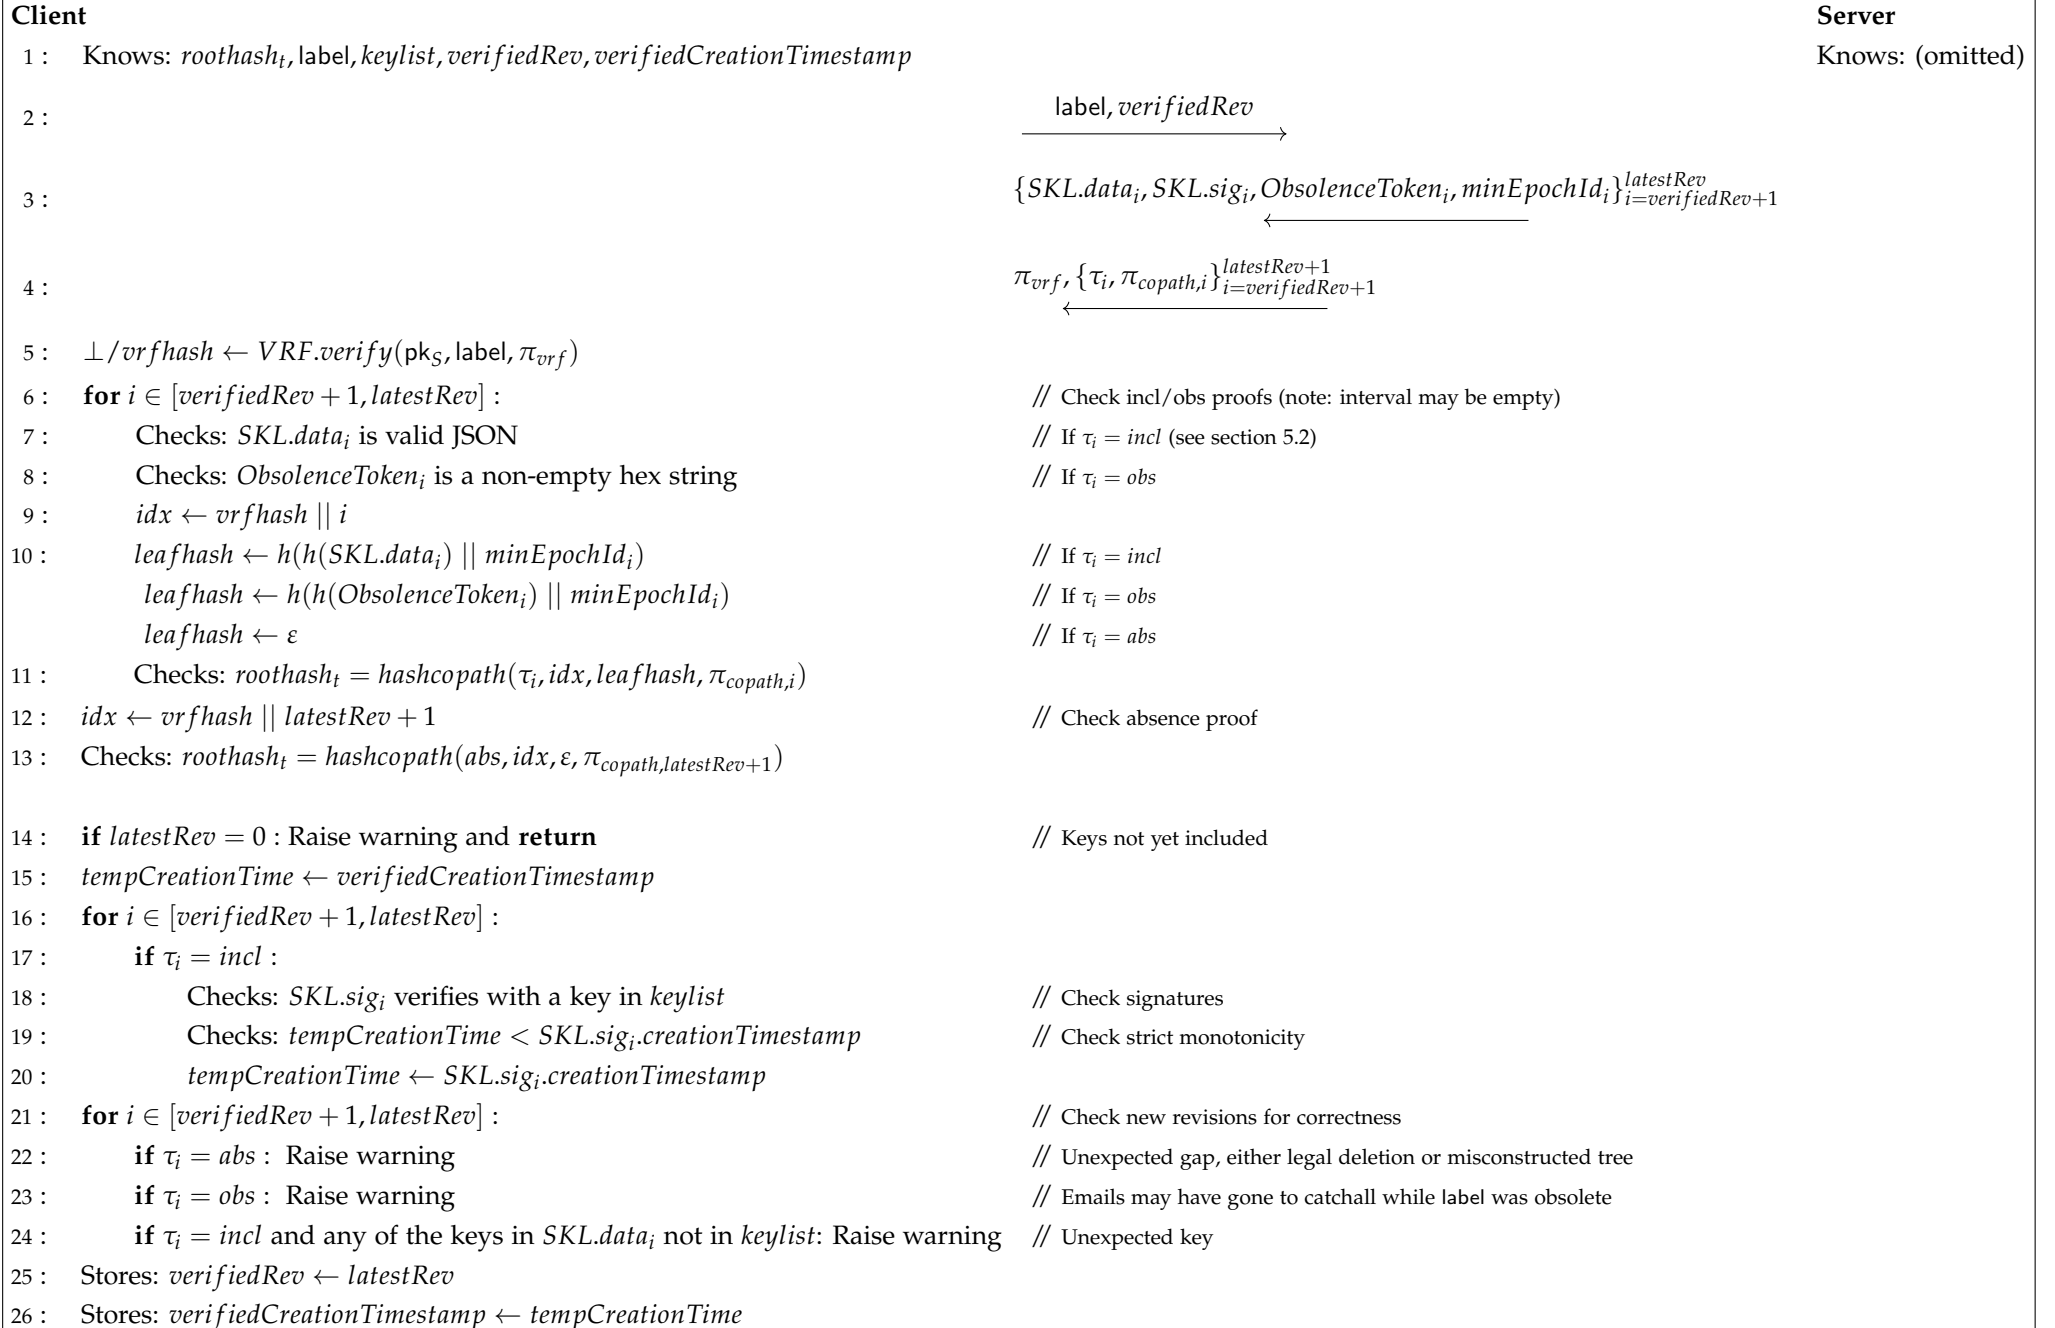 Client Server
1 : Knows: roothash_t, label, keylist, verifiedRev, verifiedCreationTimestamp Knows: (omitted)
2 : label, verifiedRev
3 : {SKL.data_i, SKL.sig_i, ObsolenceToken_i, minEpochId_i}_{i=verifiedRev+1}^{latestRev}
4 : π_{vrf}, {τ_i, π_{copath,i}}_{i=verifiedRev+1}^{latestRev+1}
5 : ⊥/vrfhash ← VRF.verify(pk_S, label, π_{vrf})
6 : for i ∈ [verifiedRev + 1, latestRev] : // Check incl/obs proofs (note: interval may be empty)
7 : Checks: SKL.data_i is valid JSON // If τ_i = incl (see section 5.2)
8 : Checks: ObsolenceToken_i is a non-empty hex string // If τ_i = obs
9 : idx ← vrfhash || i
10 : leafhash ← h(h(SKL.data_i) || minEpochId_i) // If τ_i = incl
leafhash ← h(h(ObsolenceToken_i) || minEpochId_i) // If τ_i = obs
leafhash ← ε // If τ_i = abs
11 : Checks: roothash_t = hashcopath(τ_i, idx, leafhash, π_{copath,i})
12 : idx ← vrfhash || latestRev + 1 // Check absence proof
13 : Checks: roothash_t = hashcopath(abs, idx, ε, π_{copath,latestRev+1})
14 : if latestRev = 0 : Raise warning and return // Keys not yet included
15 : tempCreationTime ← verifiedCreationTimestamp
16 : for i ∈ [verifiedRev + 1, latestRev] :
17 : if τ_i = incl :
18 : Checks: SKL.sig_i verifies with a key in keylist // Check signatures
19 : Checks: tempCreationTime < SKL.sig_i.creationTimestamp // Check strict monotonicity
20 : tempCreationTime ← SKL.sig_i.creationTimestamp
21 : for i ∈ [verifiedRev + 1, latestRev] : // Check new revisions for correctness
22 : if τ_i = abs : Raise warning // Unexpected gap, either legal deletion or misconstructed tree
23 : if τ_i = obs : Raise warning // Emails may have gone to catchall while label was obsolete
24 : if τ_i = incl and any of the keys in SKL.data_i not in keylist: Raise warning // Unexpected key
25 : Stores: verifiedRev ← latestRev
26 : Stores: verifiedCreationTimestamp ← tempCreationTime